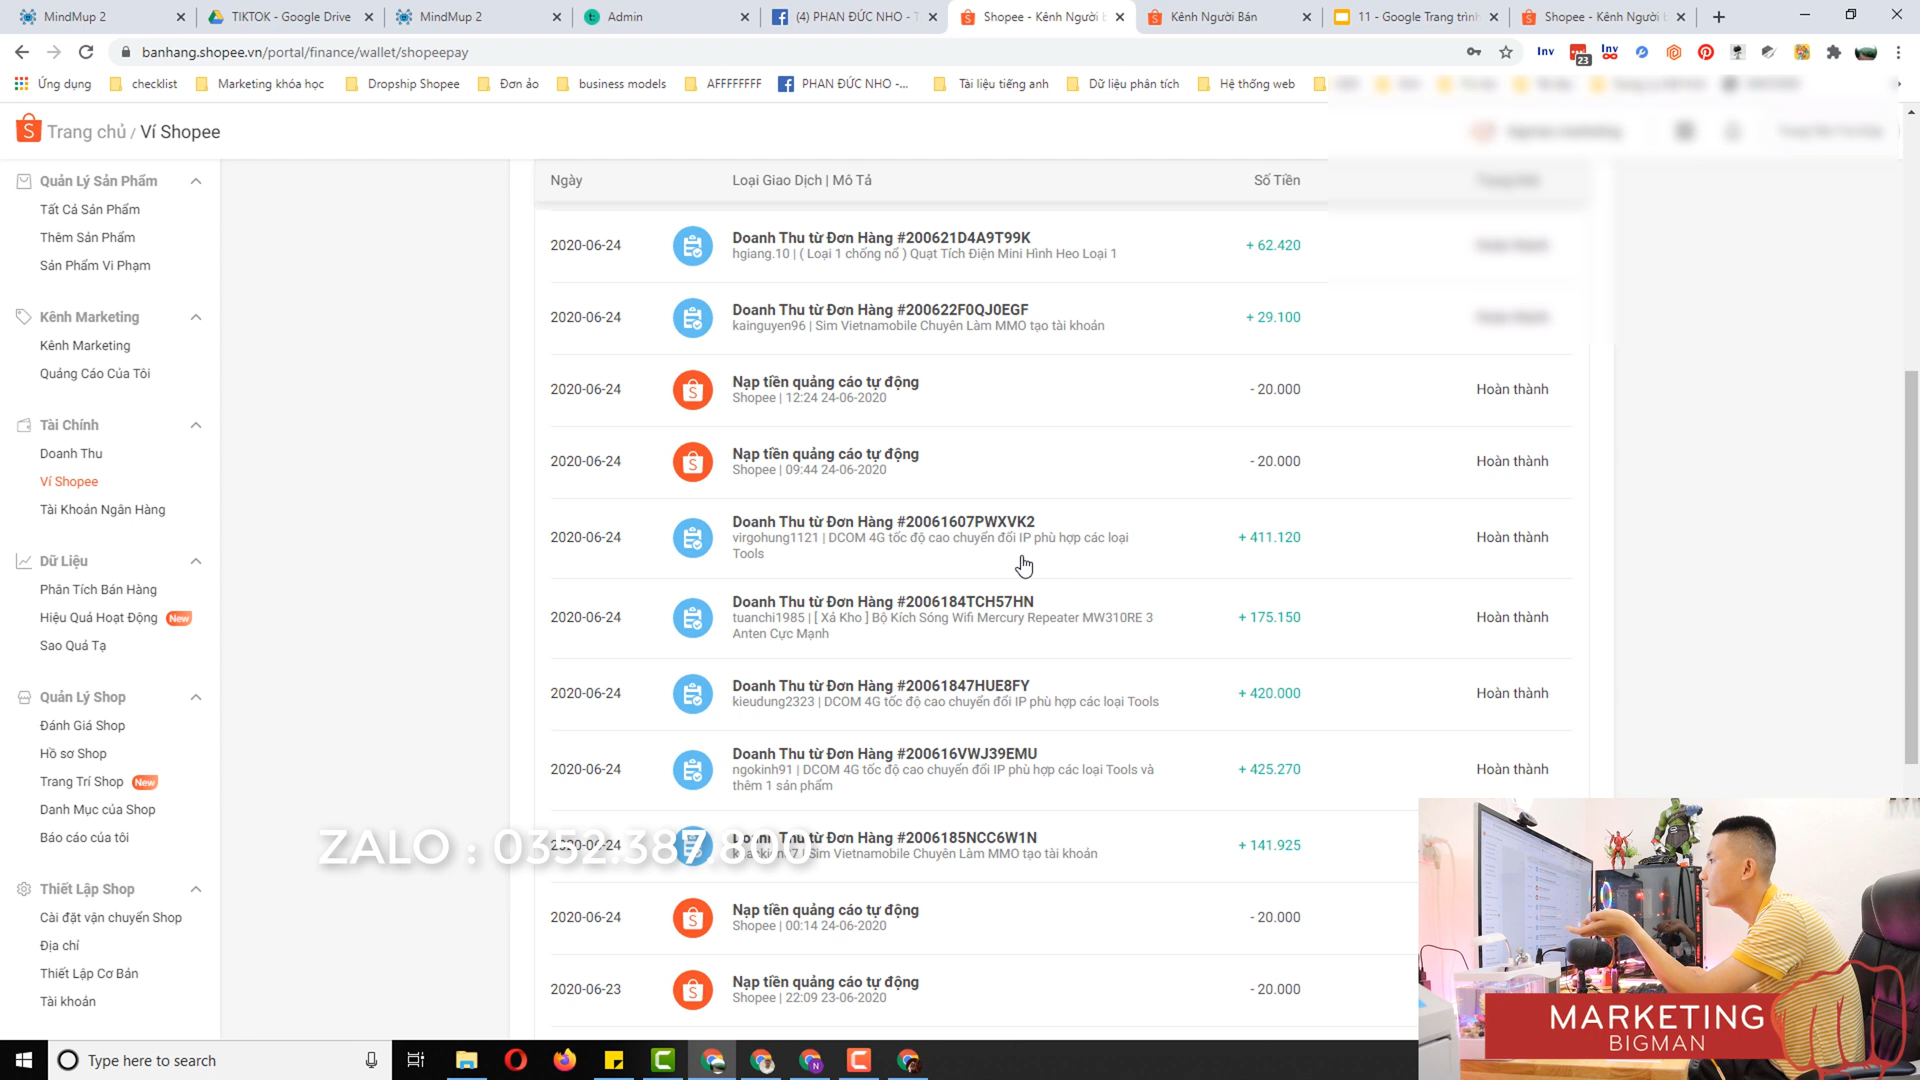 MindMup 2
TIKTOK - Google Drive
MindMup 2
Admin
(4) PHAN ĐỨC NHO - T
Shopee - Kênh Người b
Kênh Người Bán
11 - Google Trang trình
Shopee - Kênh Người b
banhang.shopee.vn/portal/finance/wallet/shopeepay
Inv
23
Inv
Ứng dụng
checklist
Marketing khóa học
Dropship Shopee
Đơn ảo
business models
AFFFFFFFF
PHAN ĐỨC NHO -...
Tài liệu tiếng anh
Dữ liệu phân tích
Hệ thống web
Trang chủ / Ví Shopee
Quản Lý Sản Phẩm
Tất Cả Sản Phẩm
Thêm Sản Phẩm
Sản Phẩm Vi Phạm
Kênh Marketing
Kênh Marketing
Quảng Cáo Của Tôi
Tài Chính
Doanh Thu
Ví Shopee
Tài Khoản Ngân Hàng
Dữ Liệu
Phân Tích Bán Hàng
Hiệu Quả Hoạt Động New
Sao Quả Tạ
Quản Lý Shop
Đánh Giá Shop
Hồ sơ Shop
Trang Trí Shop New
Danh Mục của Shop
Báo cáo của tôi
Thiết Lập Shop
Cài đặt vận chuyển Shop
Địa chỉ
Thiết Lập Cơ Bản
Tài khoản
Ngày Loại Giao Dịch | Mô Tả Số Tiền
2020-06-24 Doanh Thu từ Đơn Hàng #200621D4A9T99K + 62.420
hgiang.10 | ( Loại 1 chống nổ ) Quạt Tích Điện Mini Hình Heo Loại 1
2020-06-24 Doanh Thu từ Đơn Hàng #200622F0QJ0EGF + 29.100
kainguyen96 | Sim Vietnamobile Chuyên Làm MMO tạo tài khoản
2020-06-24 Nạp tiền quảng cáo tự động - 20.000 Hoàn thành
Shopee | 12:24 24-06-2020
2020-06-24 Nạp tiền quảng cáo tự động - 20.000 Hoàn thành
Shopee | 09:44 24-06-2020
2020-06-24 Doanh Thu từ Đơn Hàng #20061607PWXVK2 + 411.120 Hoàn thành
virgohung1121 | DCOM 4G tốc độ cao chuyển đổi IP phù hợp các loại
Tools
2020-06-24 Doanh Thu từ Đơn Hàng #2006184TCH57HN + 175.150 Hoàn thành
tuanchi1985 | [ Xả Kho ] Bộ Kích Sóng Wifi Mercury Repeater MW310RE 3
Anten Cực Mạnh
2020-06-24 Doanh Thu từ Đơn Hàng #20061847HUE8FY + 420.000 Hoàn thành
kieudung2323 | DCOM 4G tốc độ cao chuyển đổi IP phù hợp các loại Tools
2020-06-24 Doanh Thu từ Đơn Hàng #200616VWJ39EMU + 425.270 Hoàn thành
ngokinh91 | DCOM 4G tốc độ cao chuyển đổi IP phù hợp các loại Tools và
thêm 1 sản phẩm
2020-06-24 Doanh Thu từ Đơn Hàng #2006185NCC6W1N + 141.925
Sim Vietnamobile Chuyên Làm MMO tạo tài khoản
ZALO : 0352.387.800
2020-06-24 Nạp tiền quảng cáo tự động - 20.000
Shopee | 00:14 24-06-2020
2020-06-23 Nạp tiền quảng cáo tự động - 20.000
Shopee | 22:09 23-06-2020
MARKETING
BIGMAN
Type here to search